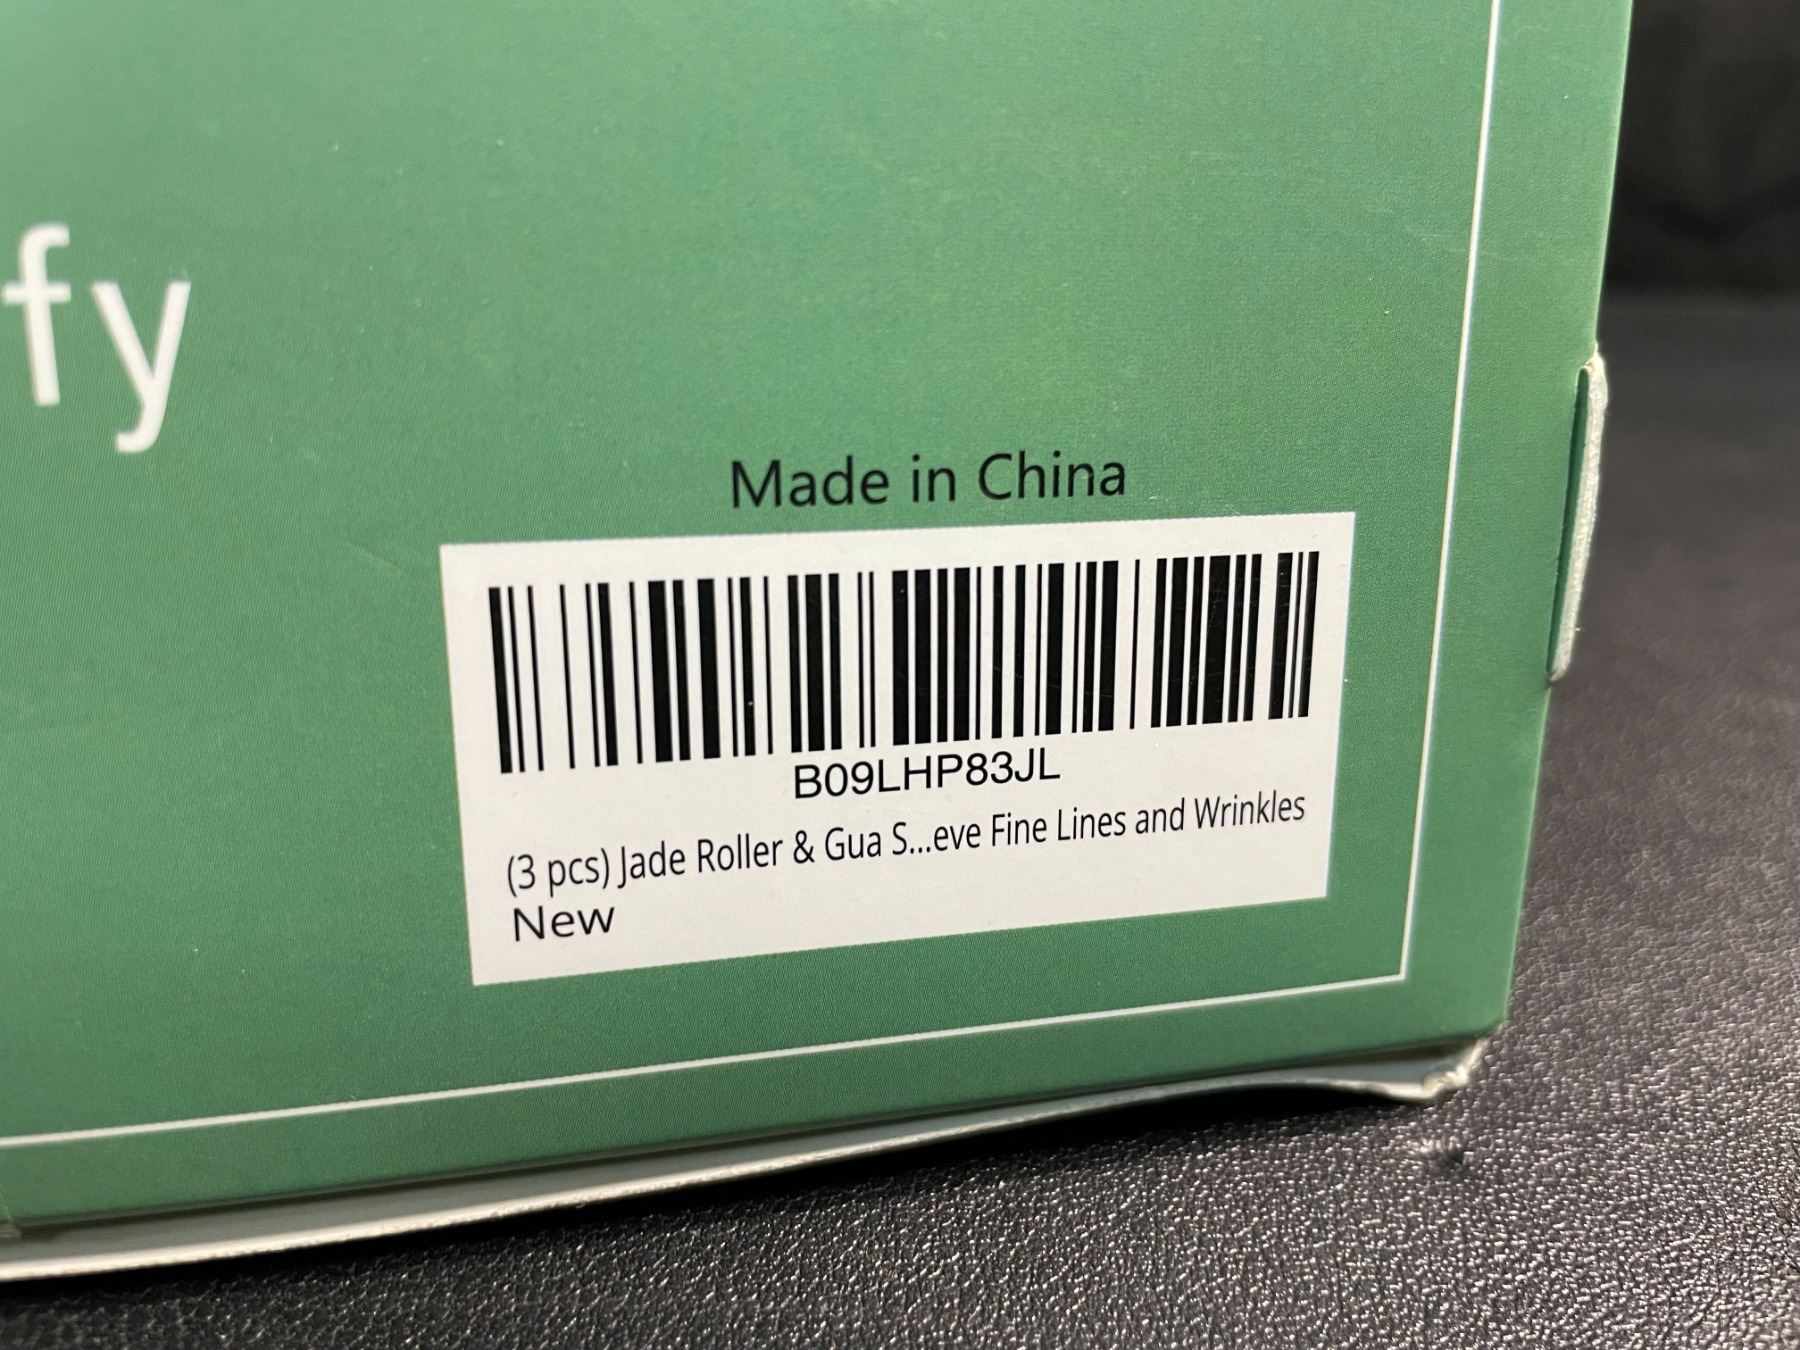 fy
Made in China
B09LHP83JL
(3 pcs) Jade Roller & Gua S...eve Fine Lines and Wrinkles
New